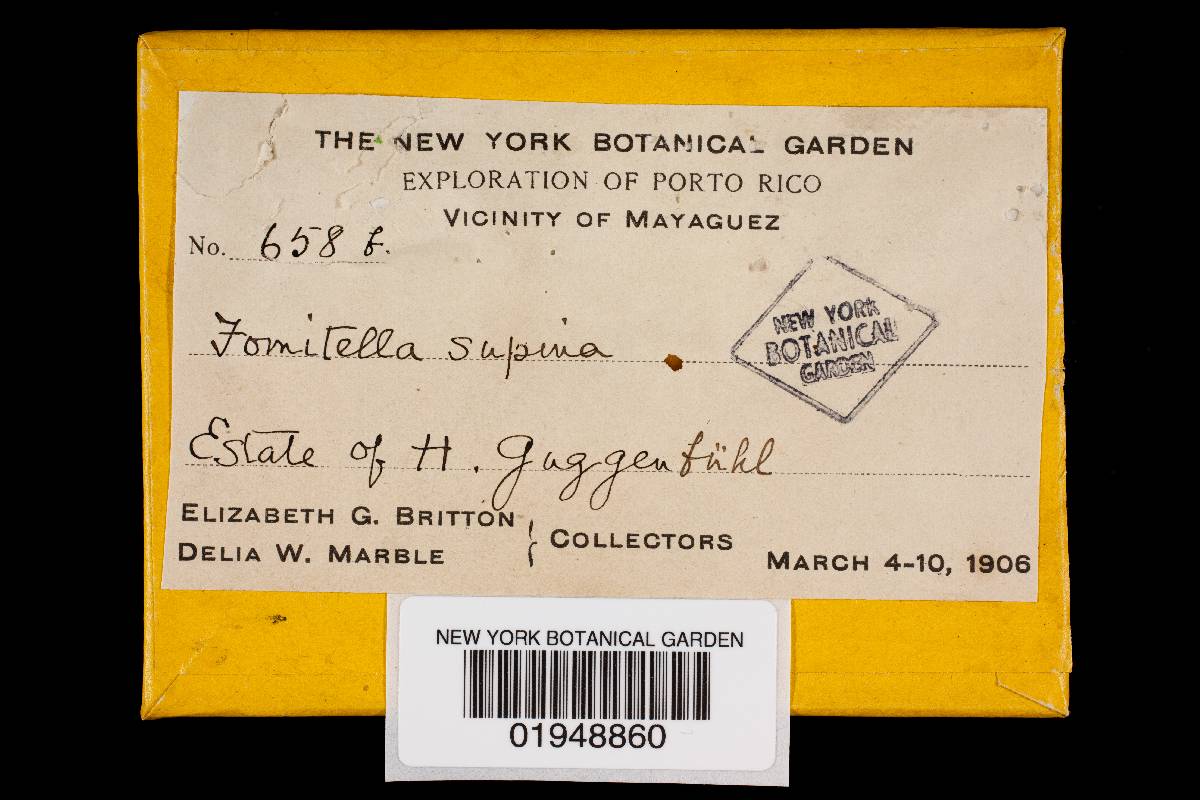 THE NEW YORK BOTANICAL GARDEN
EXPLORATION OF PORTO RICO
VICINITY OF MAYAGUEZ
No. 658 b.
Fomitella supina
NEW YORK
BOTANICAL
GARDEN
Estate of H. Guggenbühl
ELIZABETH G. BRITTON
DELIA W. MARBLE
} COLLECTORS
MARCH 4-10, 1906
NEW YORK BOTANICAL GARDEN
01948860